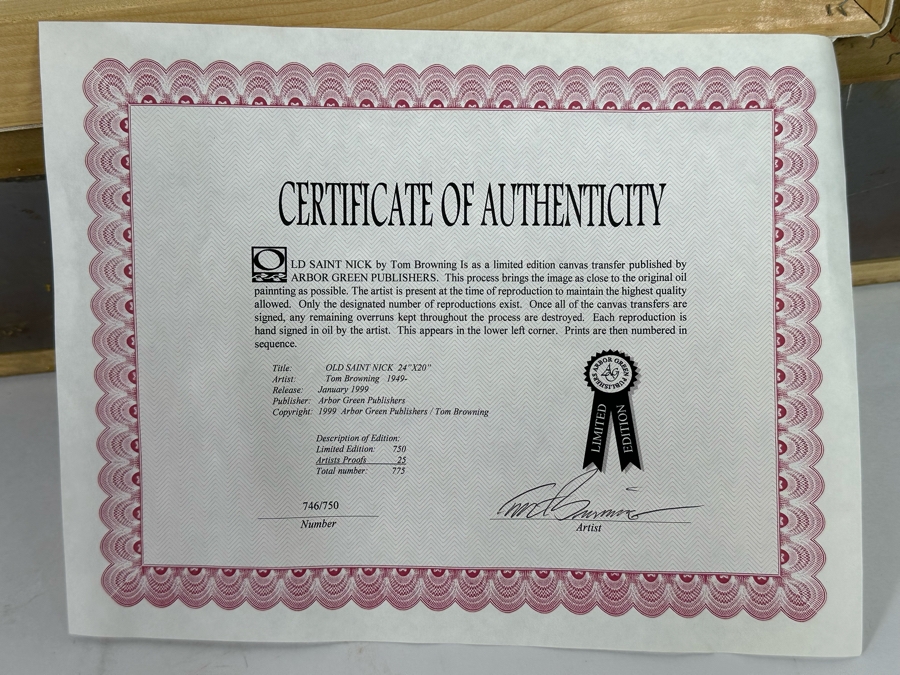 CERTIFICATE OF AUTHENTICITY
OLD SAINT NICK by Tom Browning Is as a limited edition canvas transfer published by
ARBOR GREEN PUBLISHERS. This process brings the image as close to the original oil
painnting as possible. The artist is present at the time of reproduction to maintain the highest quality
allowed. Only the designated number of reproductions exist. Once all of the canvas transfers are
signed, any remaining overruns kept throughout the process are destroyed. Each reproduction is
hand signed in oil by the artist. This appears in the lower left corner. Prints are then numbered in
sequence.
Title: OLD SAINT NICK 24"X20"
Artist: Tom Browning 1949-
Release: January 1999
Publisher: Arbor Green Publishers
Copyright: 1999 Arbor Green Publishers / Tom Browning
ARBOR GREEN
AG
PUBLISHERS
LIMITED
EDITION
Description of Edition:
Limited Edition: 750
Artists Proofs 25
Total number: 775
746/750
Number
Tom Browning
Artist